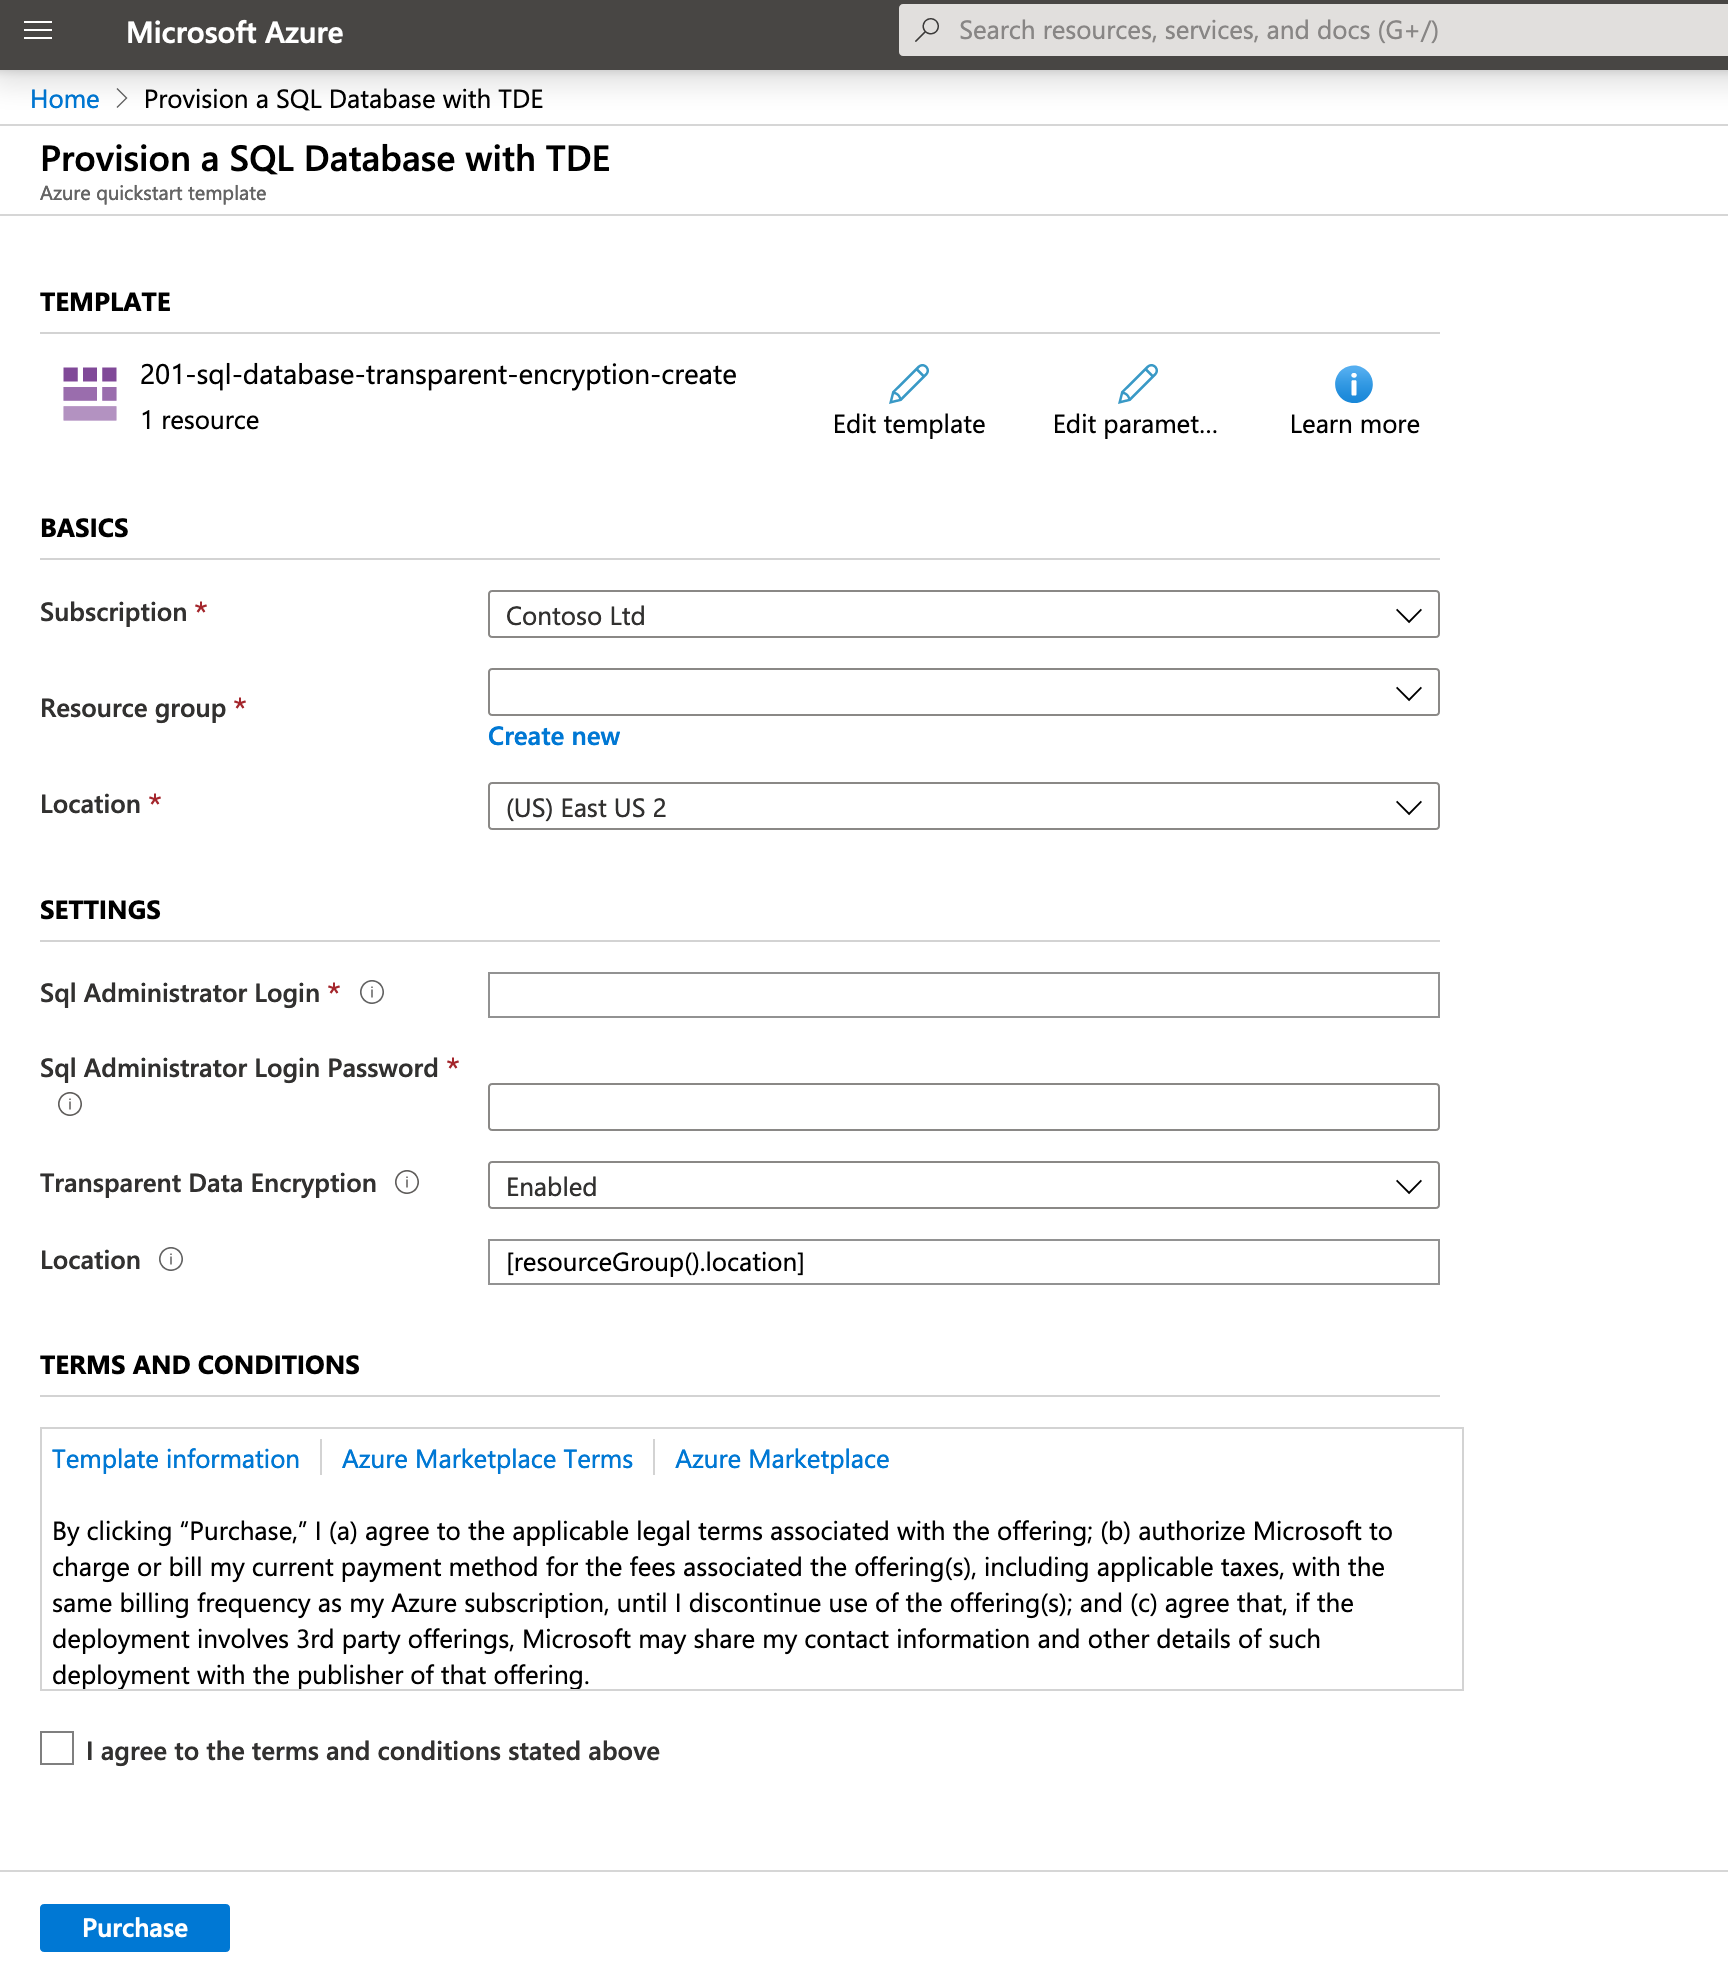 Microsoft Azure
Search resources, services, and docs (G+/)
Home > Provision a SQL Database with TDE
Provision a SQL Database with TDE
Azure quickstart template
TEMPLATE
201-sql-database-transparent-encryption-create
1 resource
Edit template
Edit paramet...
Learn more
BASICS
Subscription *
Contoso Ltd
Resource group *
Create new
Location *
(US) East US 2
SETTINGS
Sql Administrator Login *
Sql Administrator Login Password *
Transparent Data Encryption
Enabled
Location
[resourceGroup().location]
TERMS AND CONDITIONS
Template information | Azure Marketplace Terms | Azure Marketplace
By clicking “Purchase,” I (a) agree to the applicable legal terms associated with the offering; (b) authorize Microsoft to
charge or bill my current payment method for the fees associated the offering(s), including applicable taxes, with the
same billing frequency as my Azure subscription, until I discontinue use of the offering(s); and (c) agree that, if the
deployment involves 3rd party offerings, Microsoft may share my contact information and other details of such
deployment with the publisher of that offering.
I agree to the terms and conditions stated above
Purchase